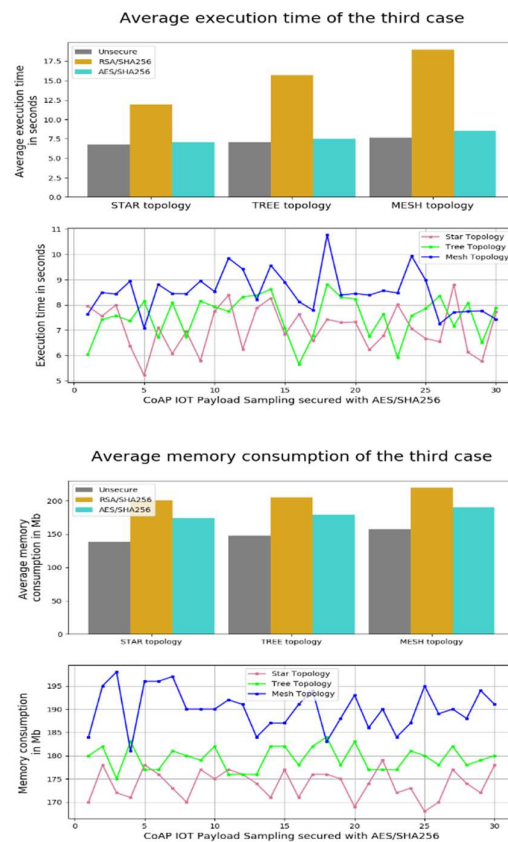 Average execution time of the third case
Average execution time
in seconds
17.5
15.0
12.5
10.0
7.5
5.0
2.5
0.0
Unsecure
RSA/SHA256
AES/SHA256
STAR topology
TREE topology
MESH topology
Execution time in seconds
11
10
9
8
7
6
5
Star Topology
Tree Topology
Mesh Topology
0
5
10
15
20
25
30
CoAP IOT Payload Sampling secured with AES/SHA256
Average memory consumption of the third case
Average memory
consumption in Mb
200
150
100
50
0
Unsecure
RSA/SHA256
AES/SHA256
STAR topology
TREE topology
MESH topology
Memory consumption
in Mb
195
190
185
180
175
170
Star Topology
Tree Topology
Mesh Topology
0
5
10
15
20
25
30
CoAP IOT Payload Sampling secured with AES/SHA256